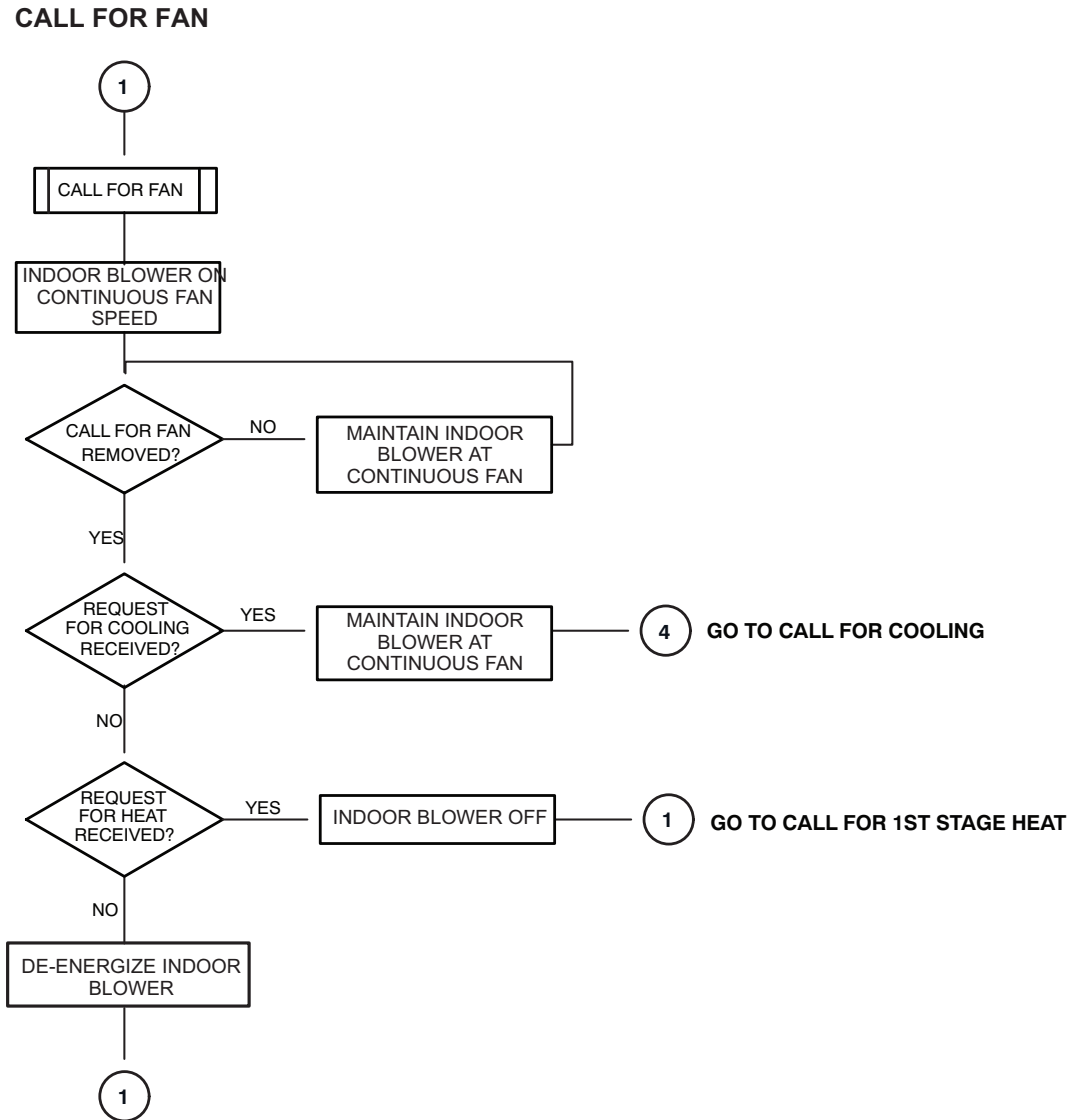 CALL FOR FAN
1
CALL FOR FAN
INDOOR BLOWER ON
CONTINUOUS FAN
SPEED
CALL FOR FAN
REMOVED?
NO
MAINTAIN INDOOR
BLOWER AT
CONTINUOUS FAN
YES
REQUEST
FOR COOLING
RECEIVED?
YES
MAINTAIN INDOOR
BLOWER AT
CONTINUOUS FAN
4
GO TO CALL FOR COOLING
NO
REQUEST
FOR HEAT
RECEIVED?
YES
INDOOR BLOWER OFF
1
GO TO CALL FOR 1ST STAGE HEAT
NO
DE-ENERGIZE INDOOR
BLOWER
1